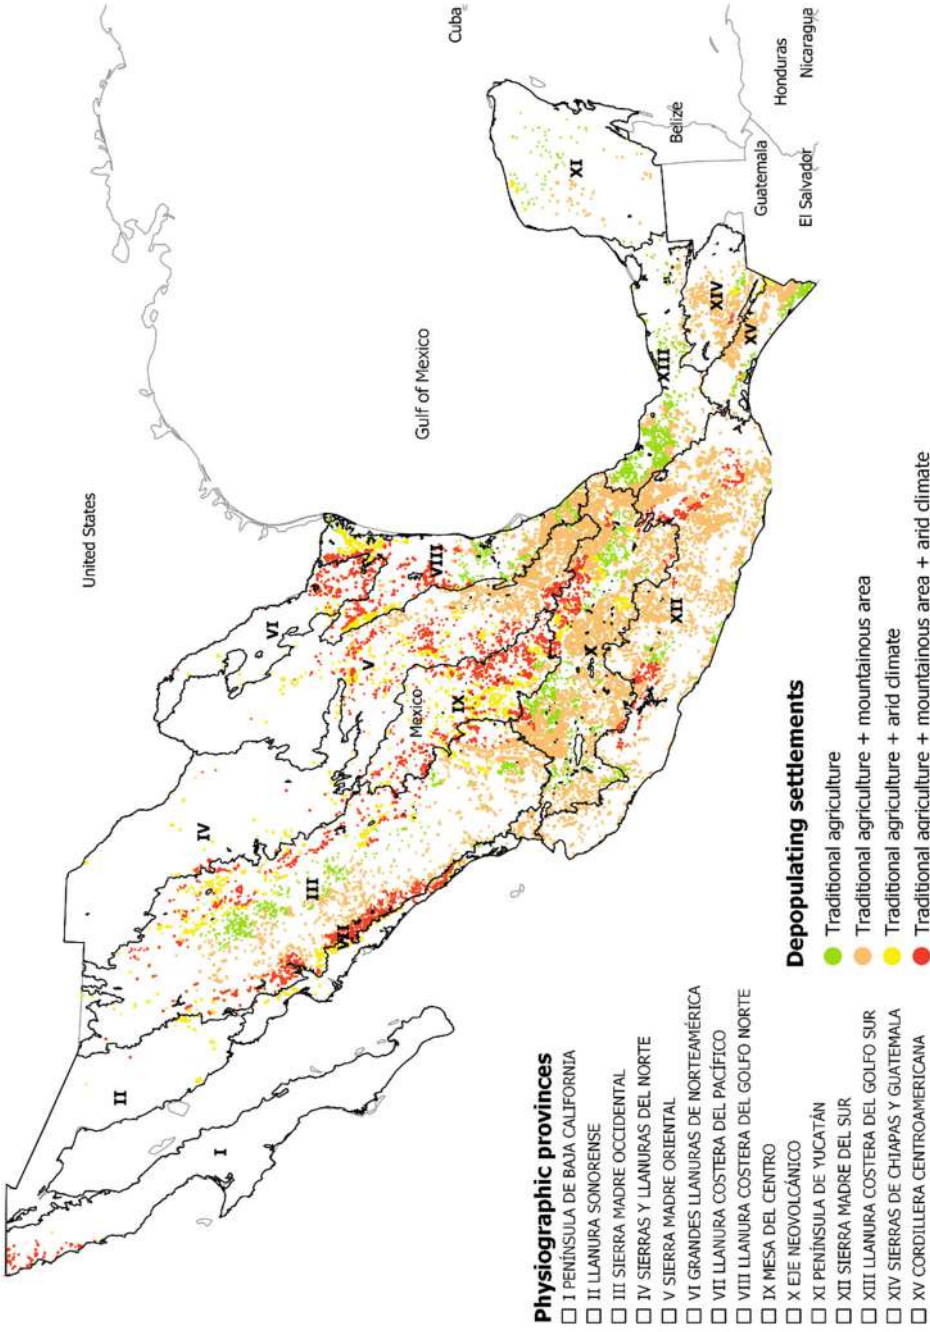 United States
Cuba
Gulf of Mexico
Mexico
Belize
Guatemala
Honduras
El Salvador
Nicaragua
I
II
III
IV
V
VI
VII
VIII
IX
X
XI
XII
XIII
XIV
XV
Physiographic provinces
I PENÍNSULA DE BAJA CALIFORNIA
II LLANURA SONORENSE
III SIERRA MADRE OCCIDENTAL
IV SIERRAS Y LLANURAS DEL NORTE
V SIERRA MADRE ORIENTAL
VI GRANDES LLANURAS DE NORTEAMÉRICA
VII LLANURA COSTERA DEL PACÍFICO
VIII LLANURA COSTERA DEL GOLFO NORTE
IX MESA DEL CENTRO
X EJE NEOVOLCÁNICO
XI PENÍNSULA DE YUCATÁN
XII SIERRA MADRE DEL SUR
XIII LLANURA COSTERA DEL GOLFO SUR
XIV SIERRAS DE CHIAPAS Y GUATEMALA
XV CORDILLERA CENTROAMERICANA
Depopulating settlements
Traditional agriculture
Traditional agriculture + mountainous area
Traditional agriculture + arid climate
Traditional agriculture + mountainous area + arid climate